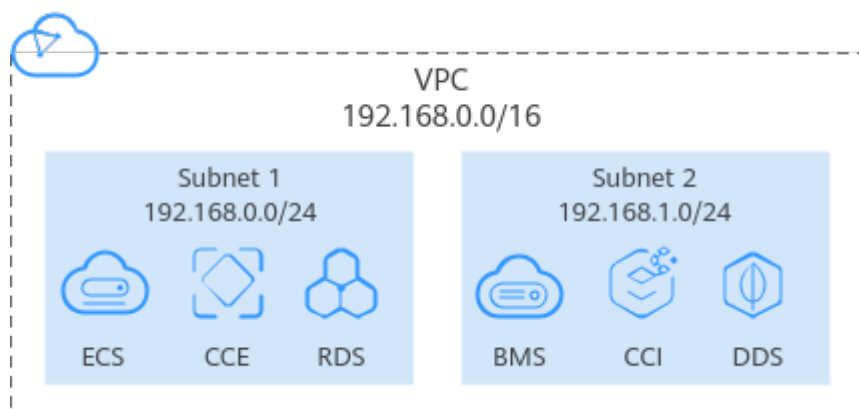 VPC
192.168.0.0/16
Subnet 1
192.168.0.0/24
ECS CCE RDS
Subnet 2
192.168.1.0/24
BMS CCI DDS